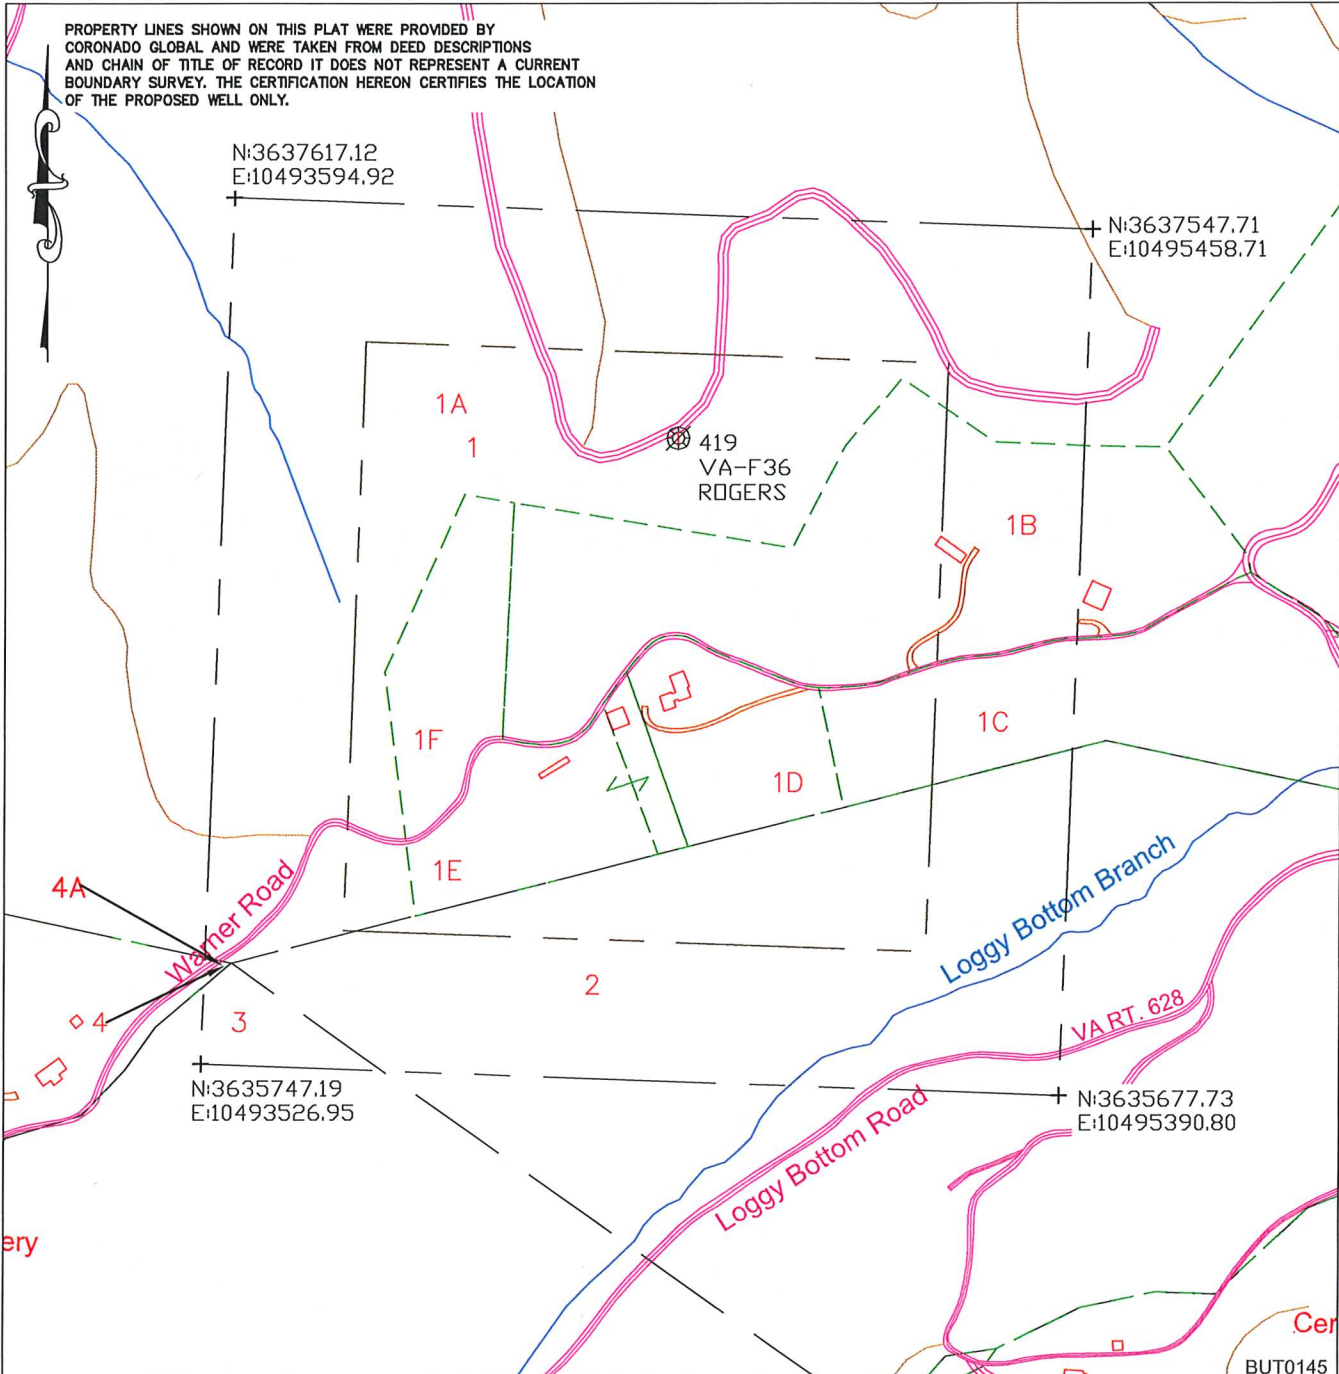 PROPERTY LINES SHOWN ON THIS PLAT WERE PROVIDED BY
CORONADO GLOBAL AND WERE TAKEN FROM DEED DESCRIPTIONS
AND CHAIN OF TITLE OF RECORD IT DOES NOT REPRESENT A CURRENT
BOUNDARY SURVEY. THE CERTIFICATION HEREON CERTIFIES THE LOCATION
OF THE PROPOSED WELL ONLY.
N:3637617.12
E:10493594.92
N:3637547.71
E:10495458.71
1A
1
419
VA-F36
ROGERS
1B
1F
1C
1D
1E
4A
Warner Road
Loggy Bottom Branch
2
4
3
VA RT. 628
N:3635747.19
E:10493526.95
N:3635677.73
E:10495390.80
Loggy Bottom Road
ery
Cer
BUT0145